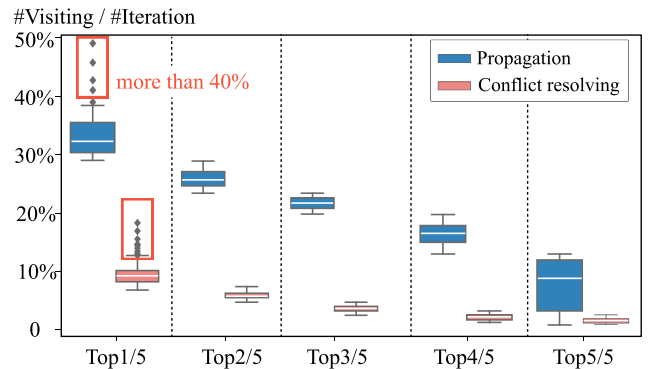 #Visiting / #Iteration
50%
40%
30%
20%
10%
0
more than 40%
Propagation
Conflict resolving
Top1/5 Top2/5 Top3/5 Top4/5 Top5/5